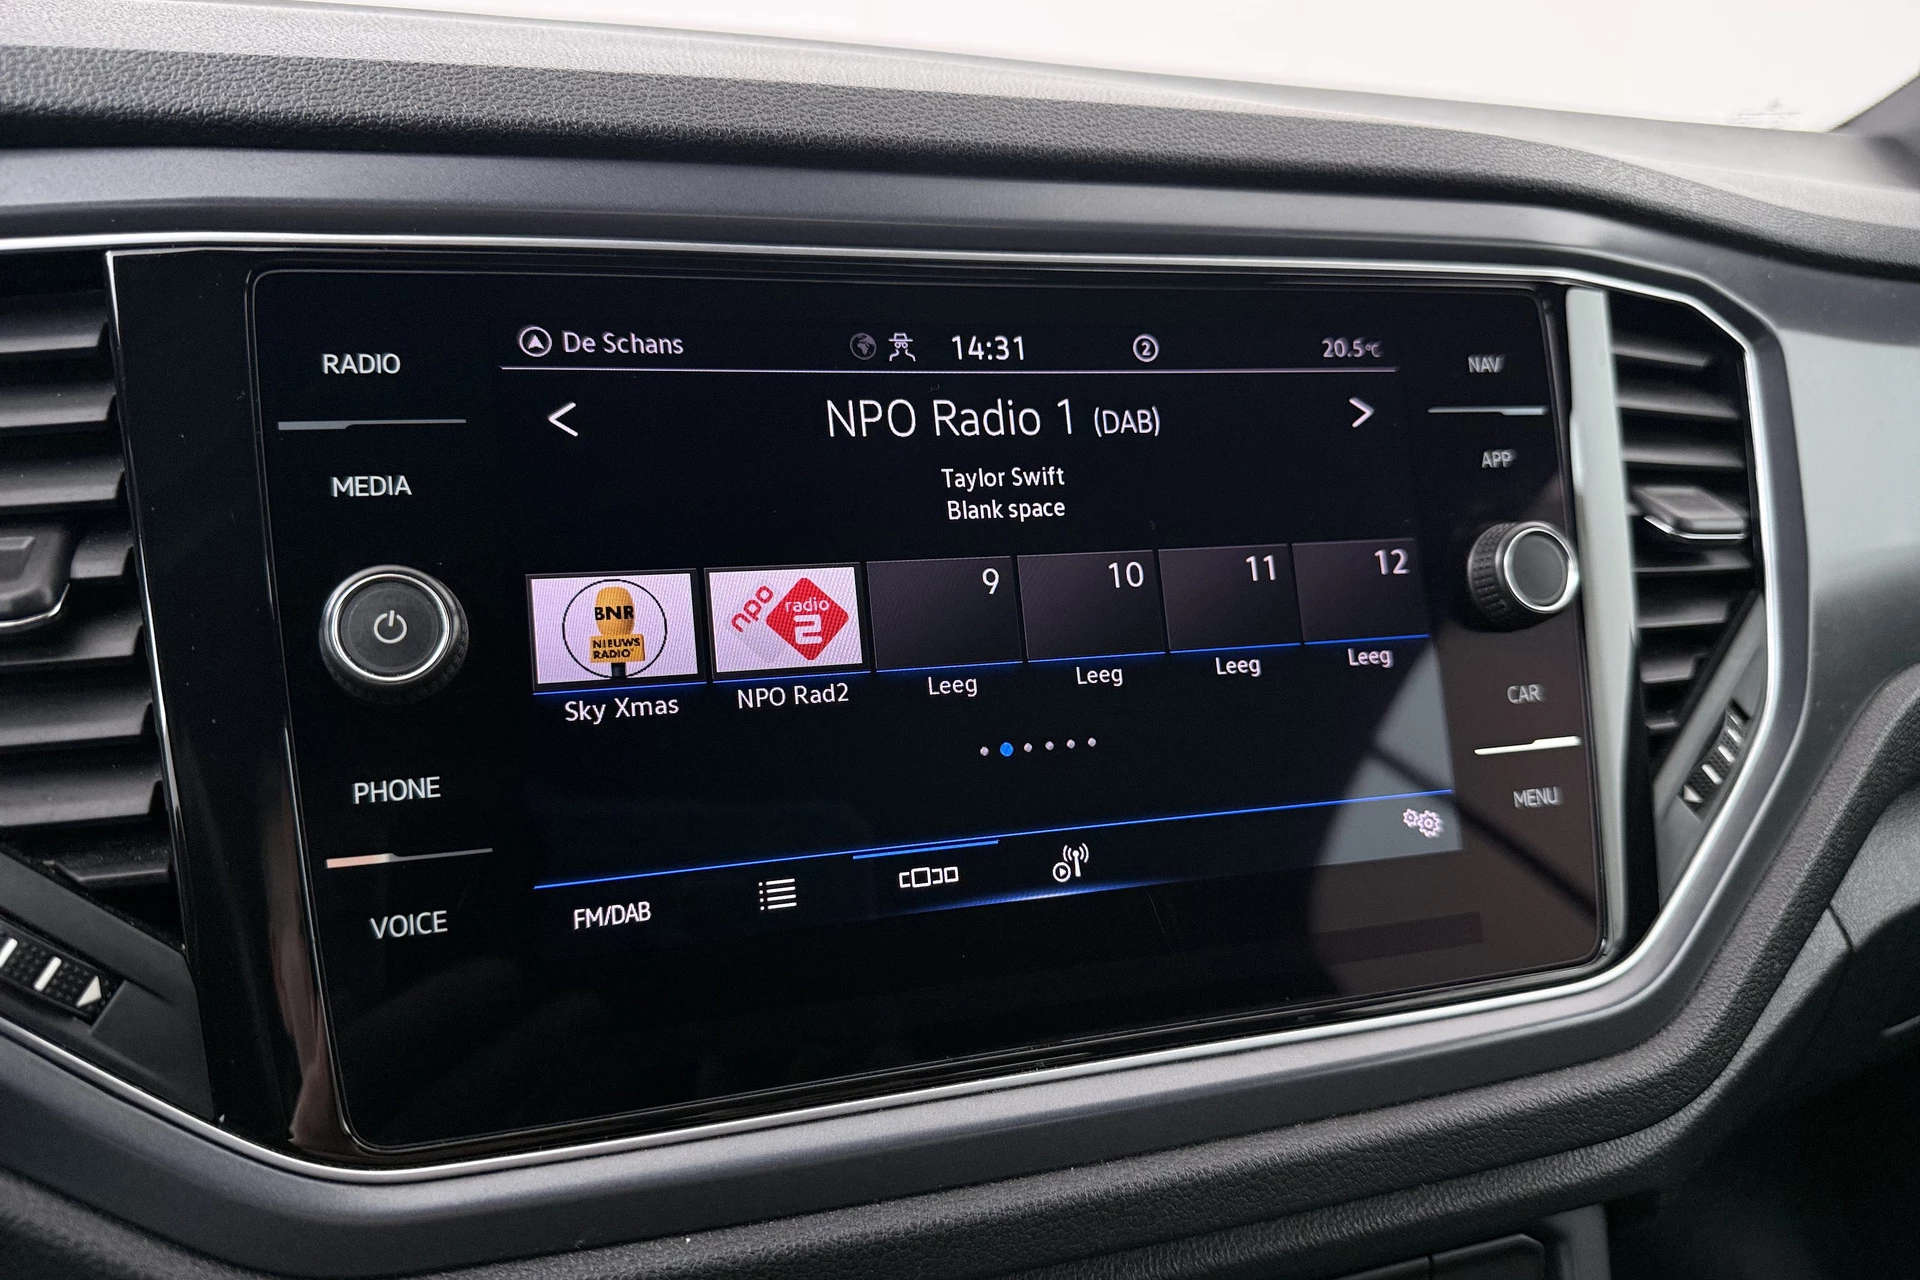 RADIO
MEDIA
PHONE
VOICE
De Schans
14:31
2
20.5°C
NPO Radio 1 (DAB)
Taylor Swift
Blank space
BNR
NIEUWS
RADIO
Sky Xmas
npo
radio
2
NPO Rad2
9
Leeg
10
Leeg
11
Leeg
12
Leeg
FM/DAB
NAV
APP
CAR
MENU